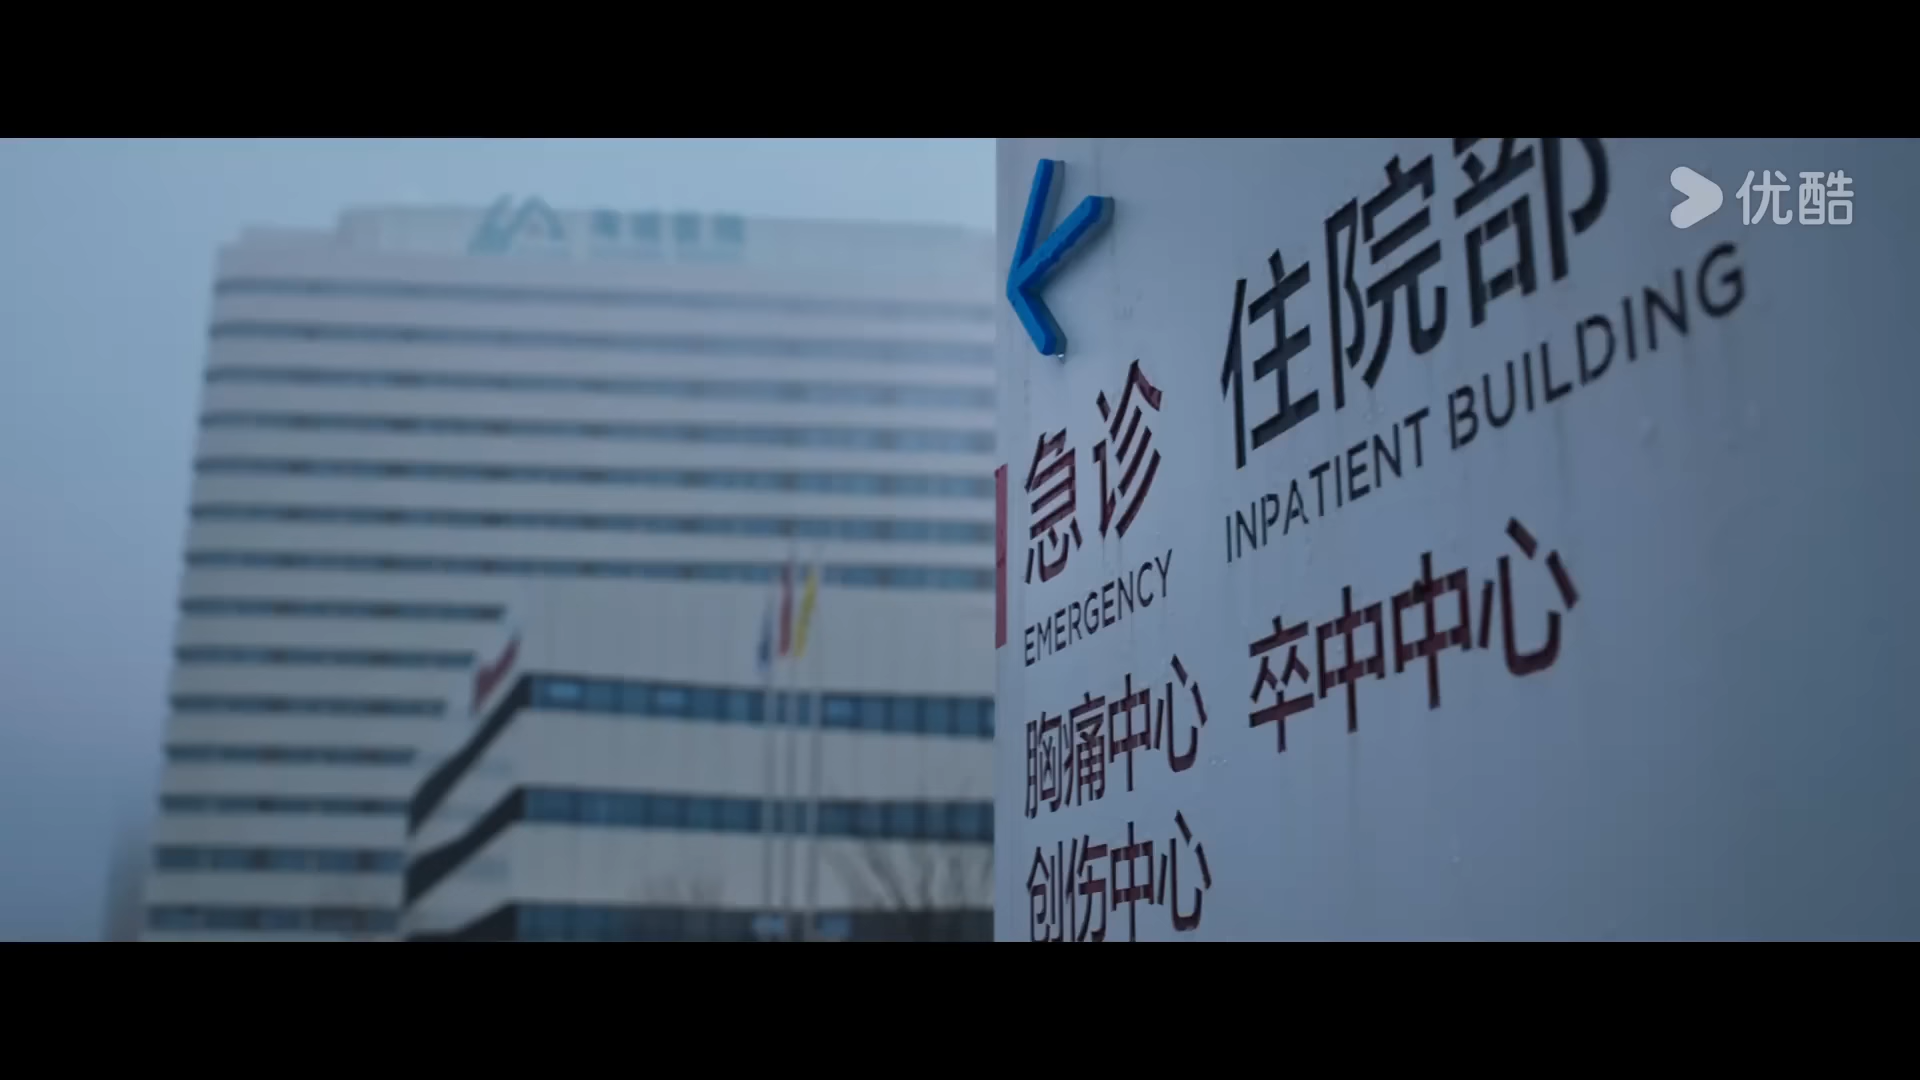 优酷
住院部
INPATIENT BUILDING
急诊
EMERGENCY
卒中中心
胸痛中心
创伤中心